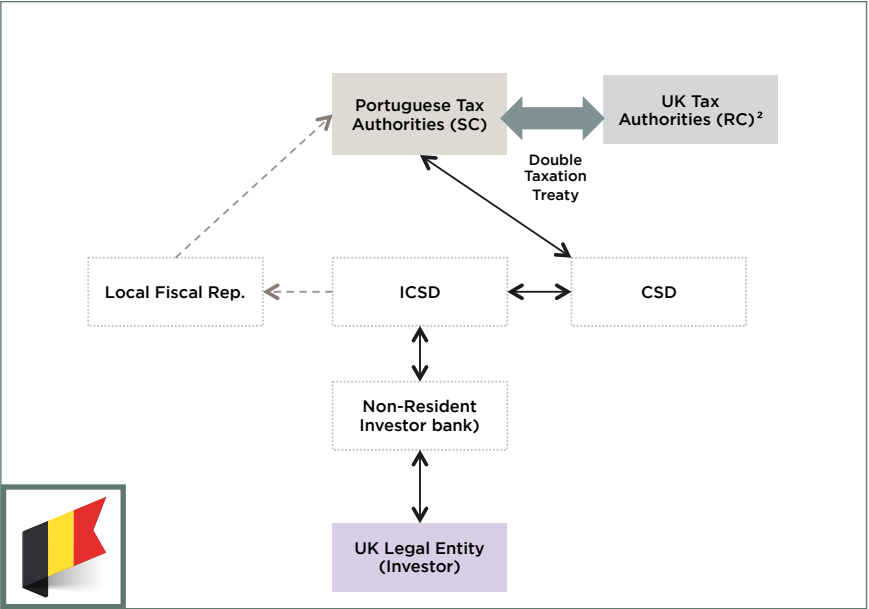 Portuguese Tax
Authorities (SC)
UK Tax
Authorities (RC)²
Double
Taxation
Treaty
Local Fiscal Rep.
ICSD
CSD
Non-Resident
Investor bank)
UK Legal Entity
(Investor)